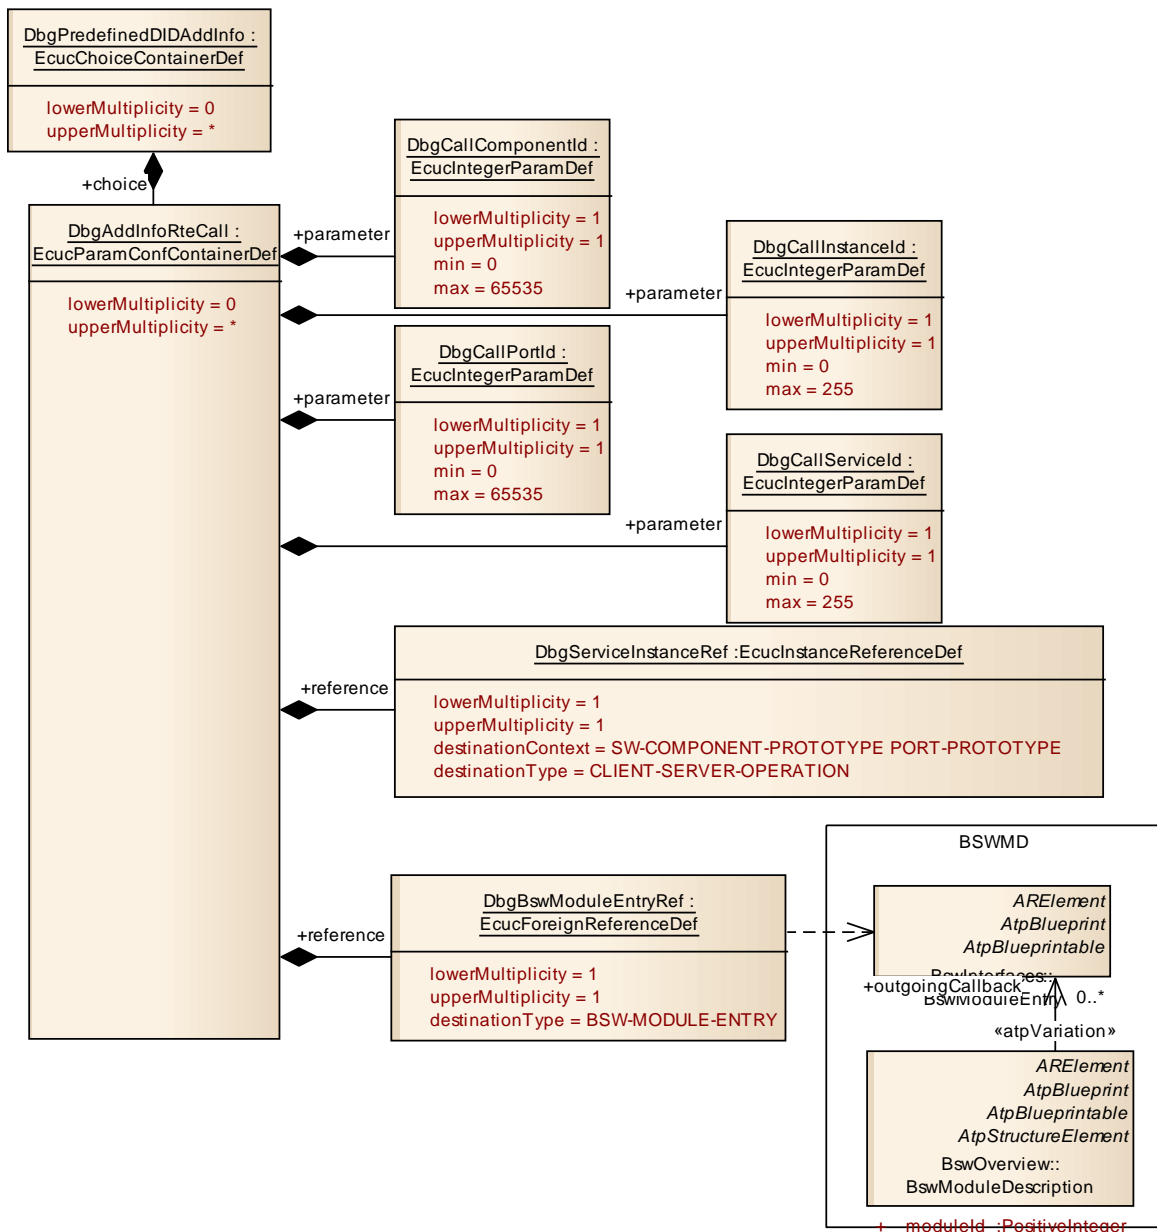 DbgPredefinedDIDAddInfo :
EcucChoiceContainerDef
lowerMultiplicity = 0
upperMultiplicity = *
+choice
DbgAddInfoRteCall :
EcucParamConfContainerDef
lowerMultiplicity = 0
upperMultiplicity = *
+parameter
DbgCallComponentId :
EcucIntegerParamDef
lowerMultiplicity = 1
upperMultiplicity = 1
min = 0
max = 65535
+parameter
DbgCallInstanceId :
EcucIntegerParamDef
lowerMultiplicity = 1
upperMultiplicity = 1
min = 0
max = 255
+parameter
DbgCallPortId :
EcucIntegerParamDef
lowerMultiplicity = 1
upperMultiplicity = 1
min = 0
max = 65535
+parameter
DbgCallServiceId :
EcucIntegerParamDef
lowerMultiplicity = 1
upperMultiplicity = 1
min = 0
max = 255
+reference
DbgServiceInstanceRef :EcucInstanceReferenceDef
lowerMultiplicity = 1
upperMultiplicity = 1
destinationContext = SW-COMPONENT-PROTOTYPE PORT-PROTOTYPE
destinationType = CLIENT-SERVER-OPERATION
+reference
DbgBswModuleEntryRef :
EcucForeignReferenceDef
lowerMultiplicity = 1
upperMultiplicity = 1
destinationType = BSW-MODULE-ENTRY
BSWMD
ARElement
AtpBlueprint
AtpBlueprintable
BswInterfaces::
BswModuleEntry
+outgoingCallback
0..*
«atpVariation»
ARElement
AtpBlueprint
AtpBlueprintable
AtpStructureElement
BswOverview::
BswModuleDescription
+ moduleId :PositiveInteger